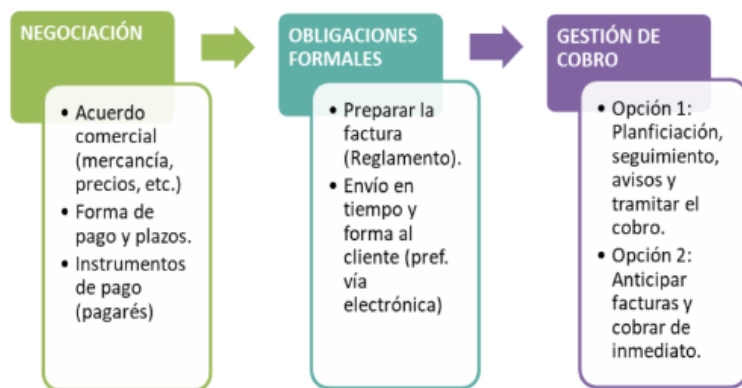 NEGOCIACIÓN
• Acuerdo
comercial
(mercancía,
precios, etc.)
• Forma de
pago y plazos.
• Instrumentos
de pago
(pagarés)
OBLIGACIONES
FORMALES
• Preparar la
factura
(Reglamento).
• Envío en
tiempo y
forma al
cliente (pref.
vía
electrónica)
GESTIÓN DE
COBRO
• Opción 1:
Planficiación,
seguimiento,
avisos y
tramitar el
cobro.
• Opción 2:
Anticipar
facturas y
cobrar de
inmediato.